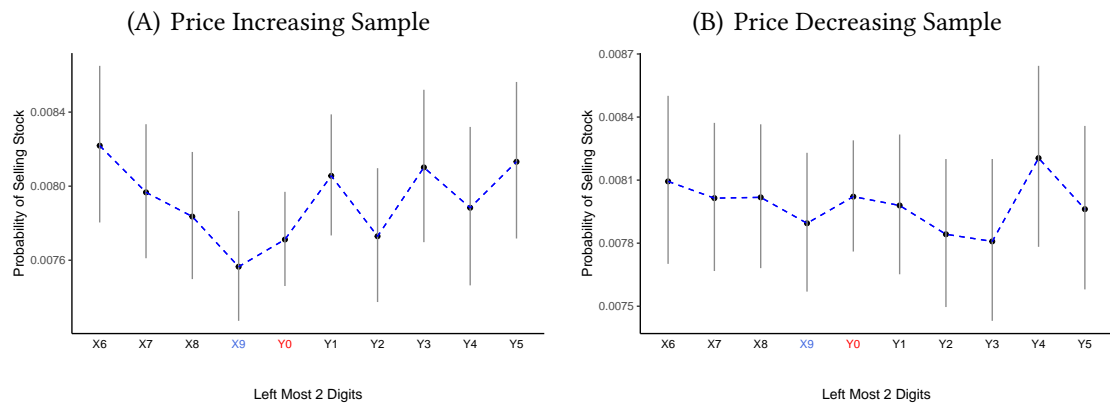 (A) Price Increasing Sample
Probability of Selling Stock
0.0084
0.0080
0.0076
X6 X7 X8 X9 Y0 Y1 Y2 Y3 Y4 Y5
Left Most 2 Digits
(B) Price Decreasing Sample
Probability of Selling Stock
0.0087
0.0084
0.0081
0.0078
0.0075
X6 X7 X8 X9 Y0 Y1 Y2 Y3 Y4 Y5
Left Most 2 Digits